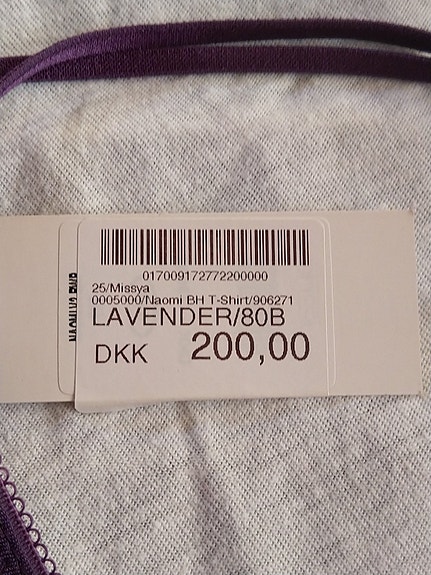 017009172772200000
25/Missya
0005000/Naomi BH T-Shirt/906271
LAVENDER/80B
DKK 200,00